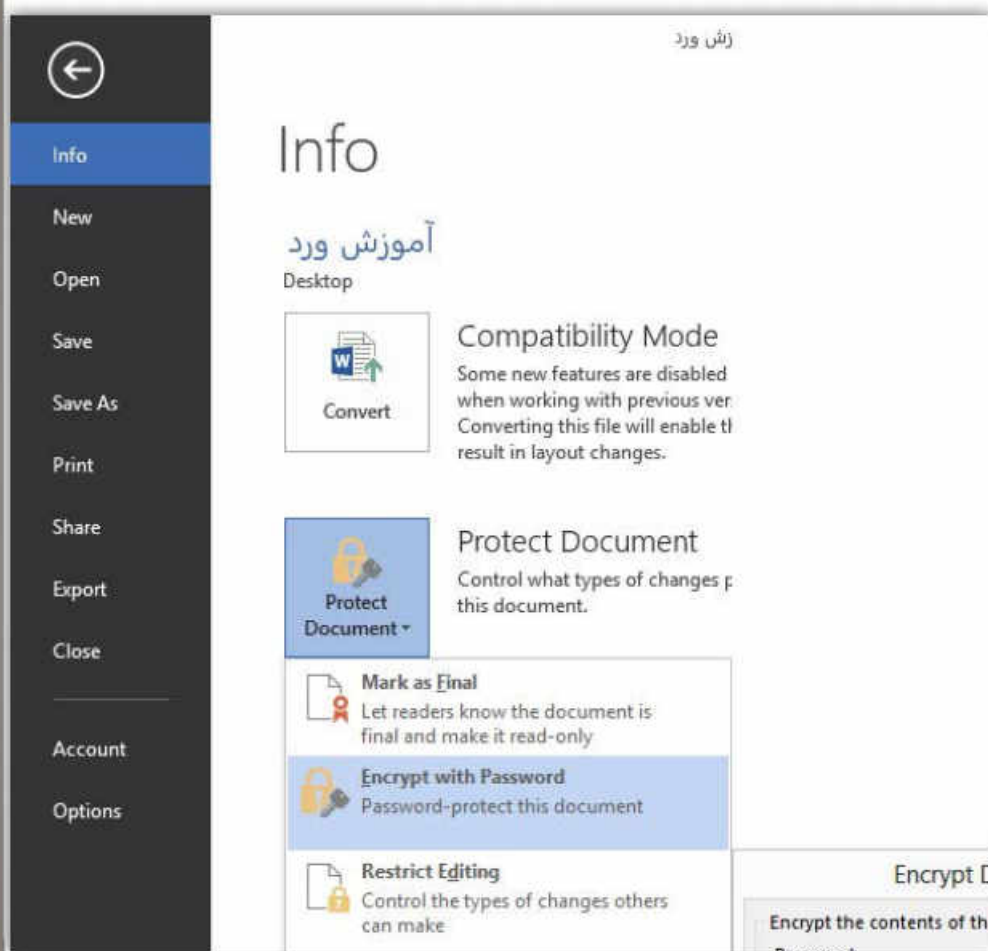 زش ورد
Info
New
Open
Save
Save As
Print
Share
Export
Close
Account
Options
Info
آموزش ورد
Desktop
Convert
Compatibility Mode
Some new features are disabled
when working with previous ver
Converting this file will enable th
result in layout changes.
Protect
Document
Protect Document
Control what types of changes p
this document.
Mark as Final
Let readers know the document is
final and make it read-only
Encrypt with Password
Password-protect this document
Restrict Editing
Control the types of changes others
can make
Encrypt D
Encrypt the contents of th